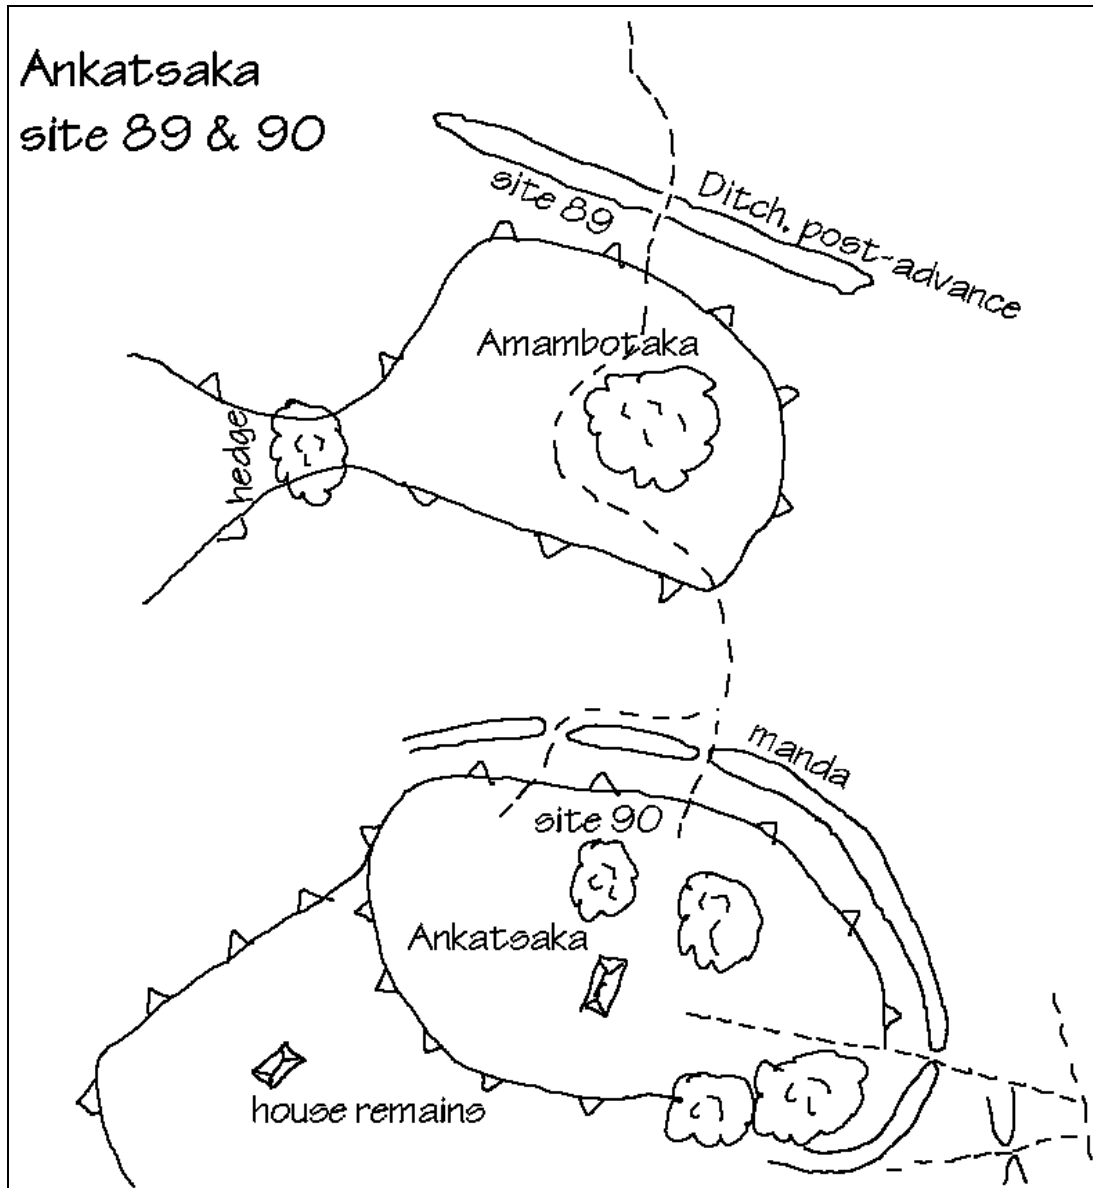 Ankatsaka
site 89 & 90
site 89
Ditch, post-advance
Amambotaka
hedge
manda
site 90
Ankatsaka
house remains